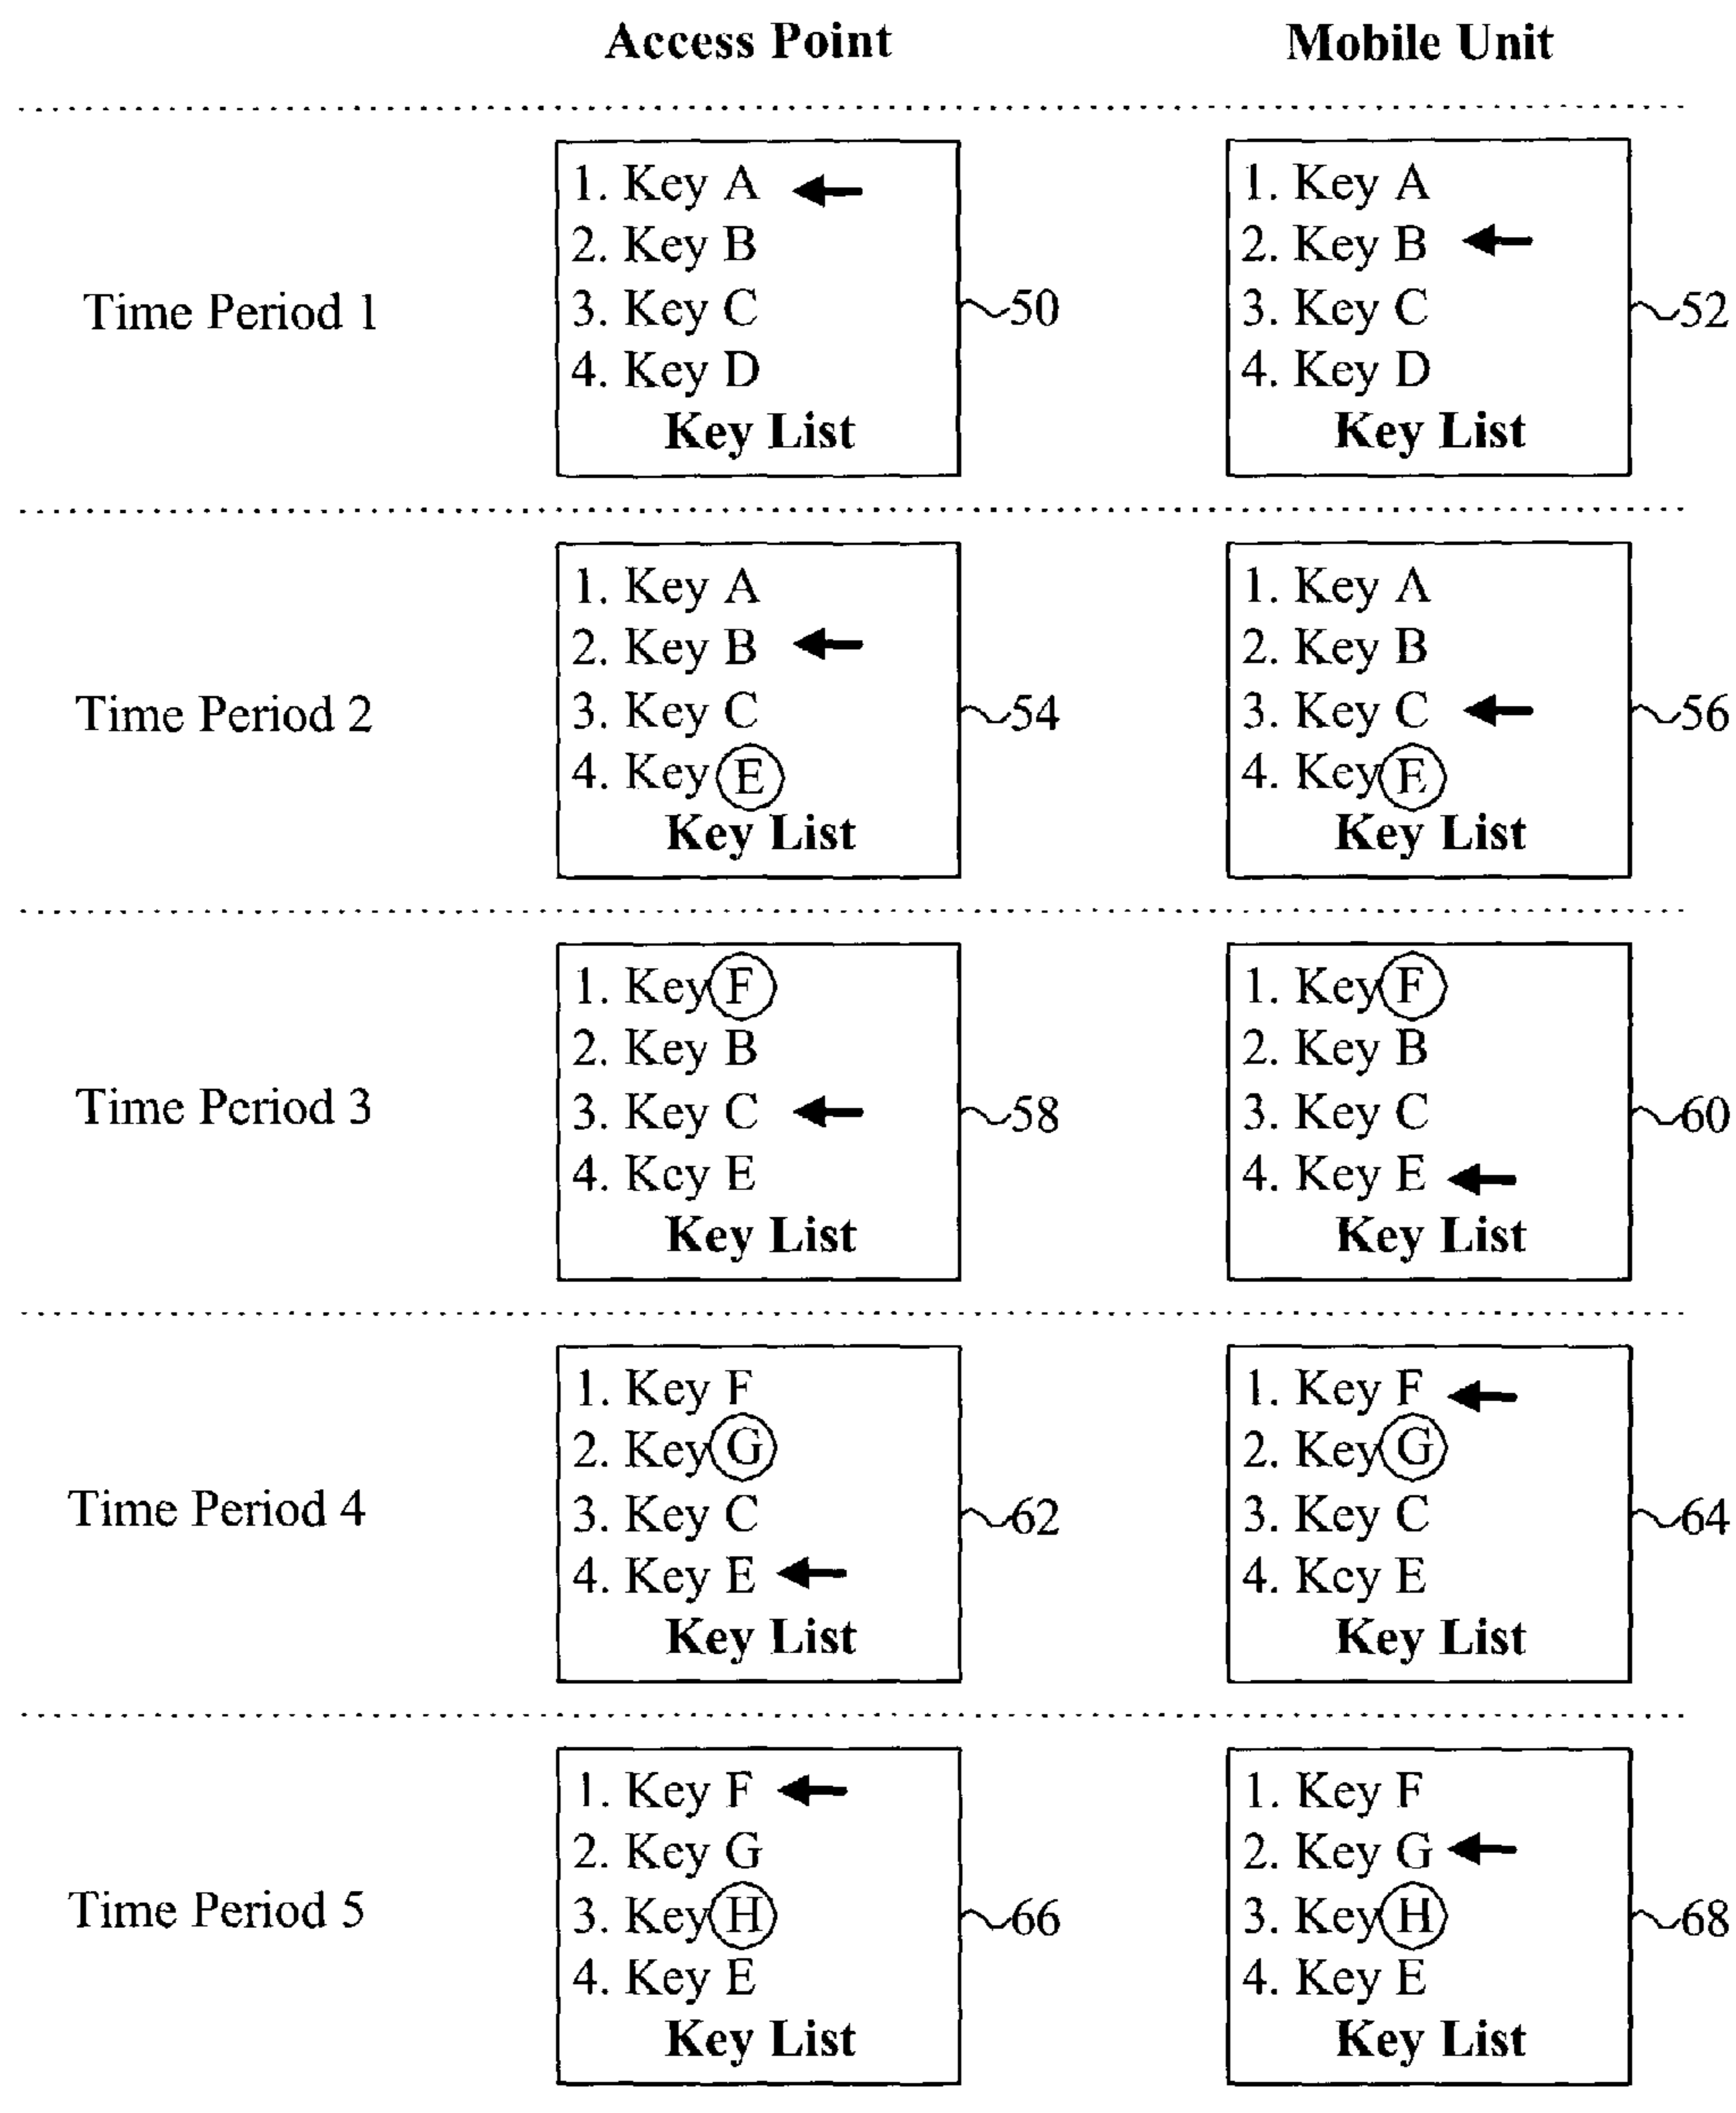 Access Point Mobile Unit
Time Period 1
1. Key A
2. Key B
3. Key C
4. Key D
Key List
50
1. Key A
2. Key B
3. Key C
4. Key D
Key List
52
Time Period 2
1. Key A
2. Key B
3. Key C
4. Key E
Key List
54
1. Key A
2. Key B
3. Key C
4. Key E
Key List
56
Time Period 3
1. Key F
2. Key B
3. Key C
4. Key E
Key List
58
1. Key F
2. Key B
3. Key C
4. Key E
Key List
60
Time Period 4
1. Key F
2. Key G
3. Key C
4. Key E
Key List
62
1. Key F
2. Key G
3. Key C
4. Key E
Key List
64
Time Period 5
1. Key F
2. Key G
3. Key H
4. Key E
Key List
66
1. Key F
2. Key G
3. Key H
4. Key E
Key List
68